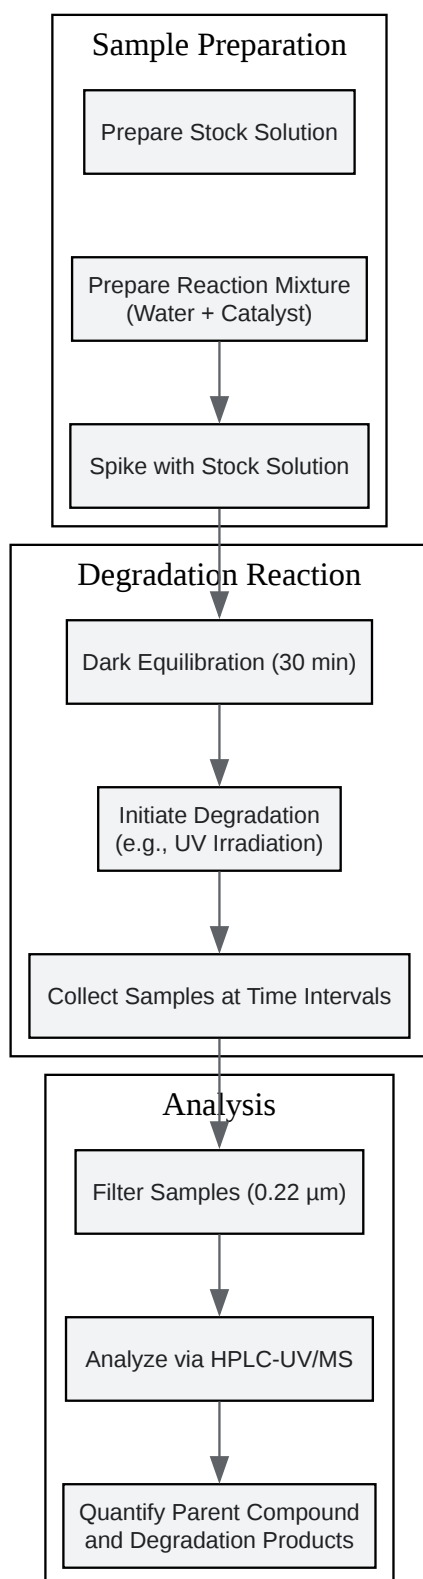 Sample Preparation
Prepare Stock Solution
Prepare Reaction Mixture
(Water + Catalyst)
Spike with Stock Solution
Degradation Reaction
Dark Equilibration (30 min)
Initiate Degradation
(e.g., UV Irradiation)
Collect Samples at Time Intervals
Analysis
Filter Samples (0.22 µm)
Analyze via HPLC-UV/MS
Quantify Parent Compound
and Degradation Products